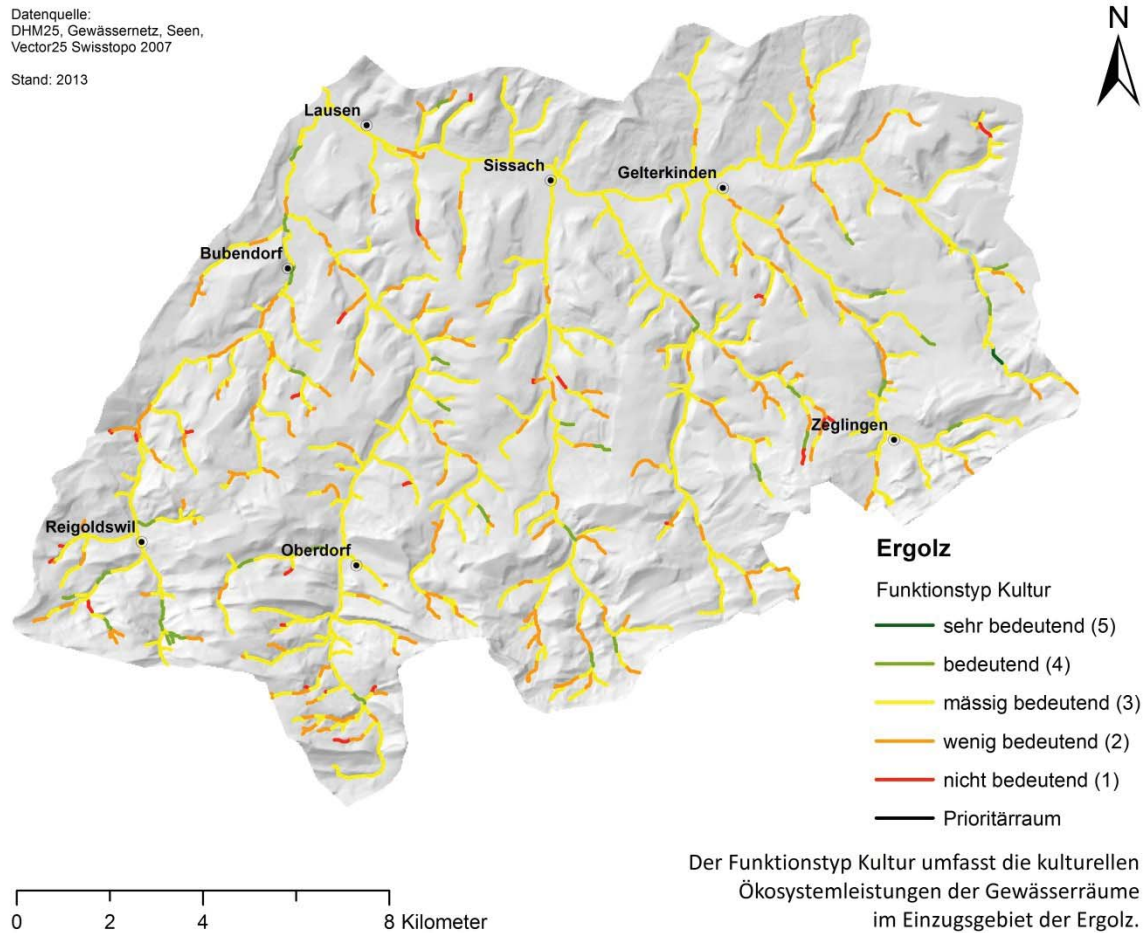 Datenquelle:
DHM25, Gewässernetz, Seen,
Vector25 Swisstopo 2007
Stand: 2013
N
Lausen
Sissach
Gelterkinden
Bubendorf
Zeglingen
Reigoldswil
Oberdorf
Ergolz
Funktionstyp Kultur
sehr bedeutend (5)
bedeutend (4)
mässig bedeutend (3)
wenig bedeutend (2)
nicht bedeutend (1)
Prioritärraum
Der Funktionstyp Kultur umfasst die kulturellen
Ökosystemleistungen der Gewässerräume
im Einzugsgebiet der Ergolz.
0 2 4 8 Kilometer